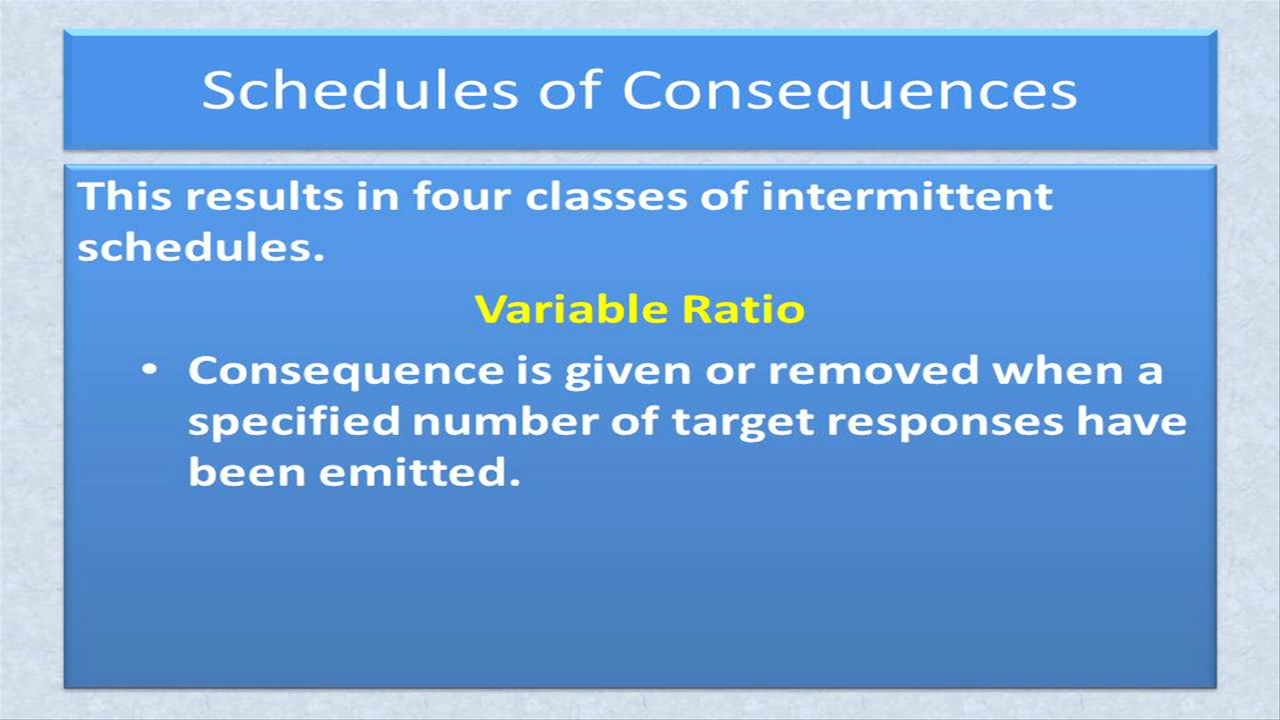 Schedules of Consequences
This results in four classes of intermittent
schedules.
Variable Ratio
• Consequence is given or removed when a
specified number of target responses have
been emitted.